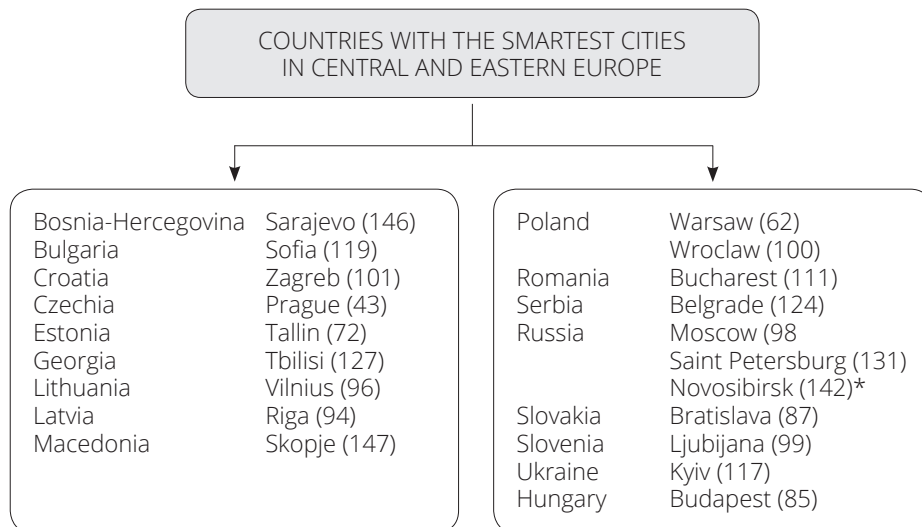 COUNTRIES WITH THE SMARTEST CITIES
IN CENTRAL AND EASTERN EUROPE
Bosnia-Hercegovina Sarajevo (146)
Bulgaria Sofia (119)
Croatia Zagreb (101)
Czechia Prague (43)
Estonia Tallin (72)
Georgia Tbilisi (127)
Lithuania Vilnius (96)
Latvia Riga (94)
Macedonia Skopje (147)
Poland Warsaw (62)
Wroclaw (100)
Romania Bucharest (111)
Serbia Belgrade (124)
Russia Moscow (98
Saint Petersburg (131)
Novosibirsk (142)*
Slovakia Bratislava (87)
Slovenia Ljubijana (99)
Ukraine Kyiv (117)
Hungary Budapest (85)